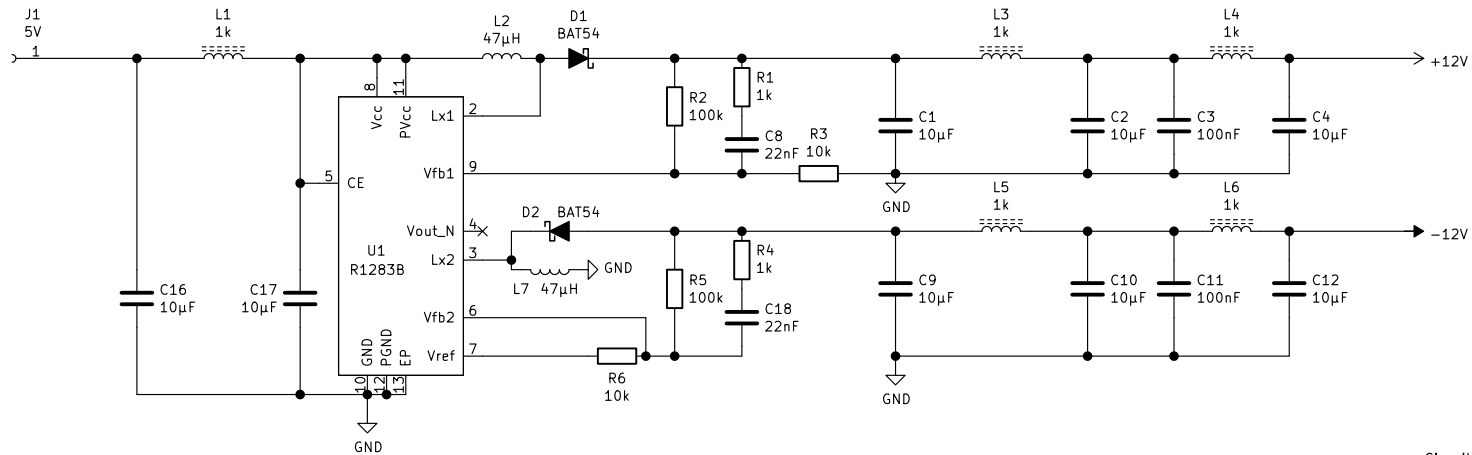 J1
5V
1
L1
1k
L2
47µH
D1
BAT54
L3
1k
L4
1k
+12V
8
Vcc
11
PVcc
Lx1
2
R2
100k
R1
1k
C8
22nF
R3
10k
C1
10µF
C2
10µF
C3
100nF
C4
10µF
5
CE
Vfb1
9
GND
L5
1k
L6
1k
D2
BAT54
Vout_N
4
-12V
U1
R1283B
Lx2
3
GND
L7
47µH
R5
100k
R4
1k
C18
22nF
C9
10µF
C10
10µF
C11
100nF
C12
10µF
C16
10µF
C17
10µF
Vfb2
6
GND
PGND
EP
Vref
7
10
12
13
R6
10k
GND
GND